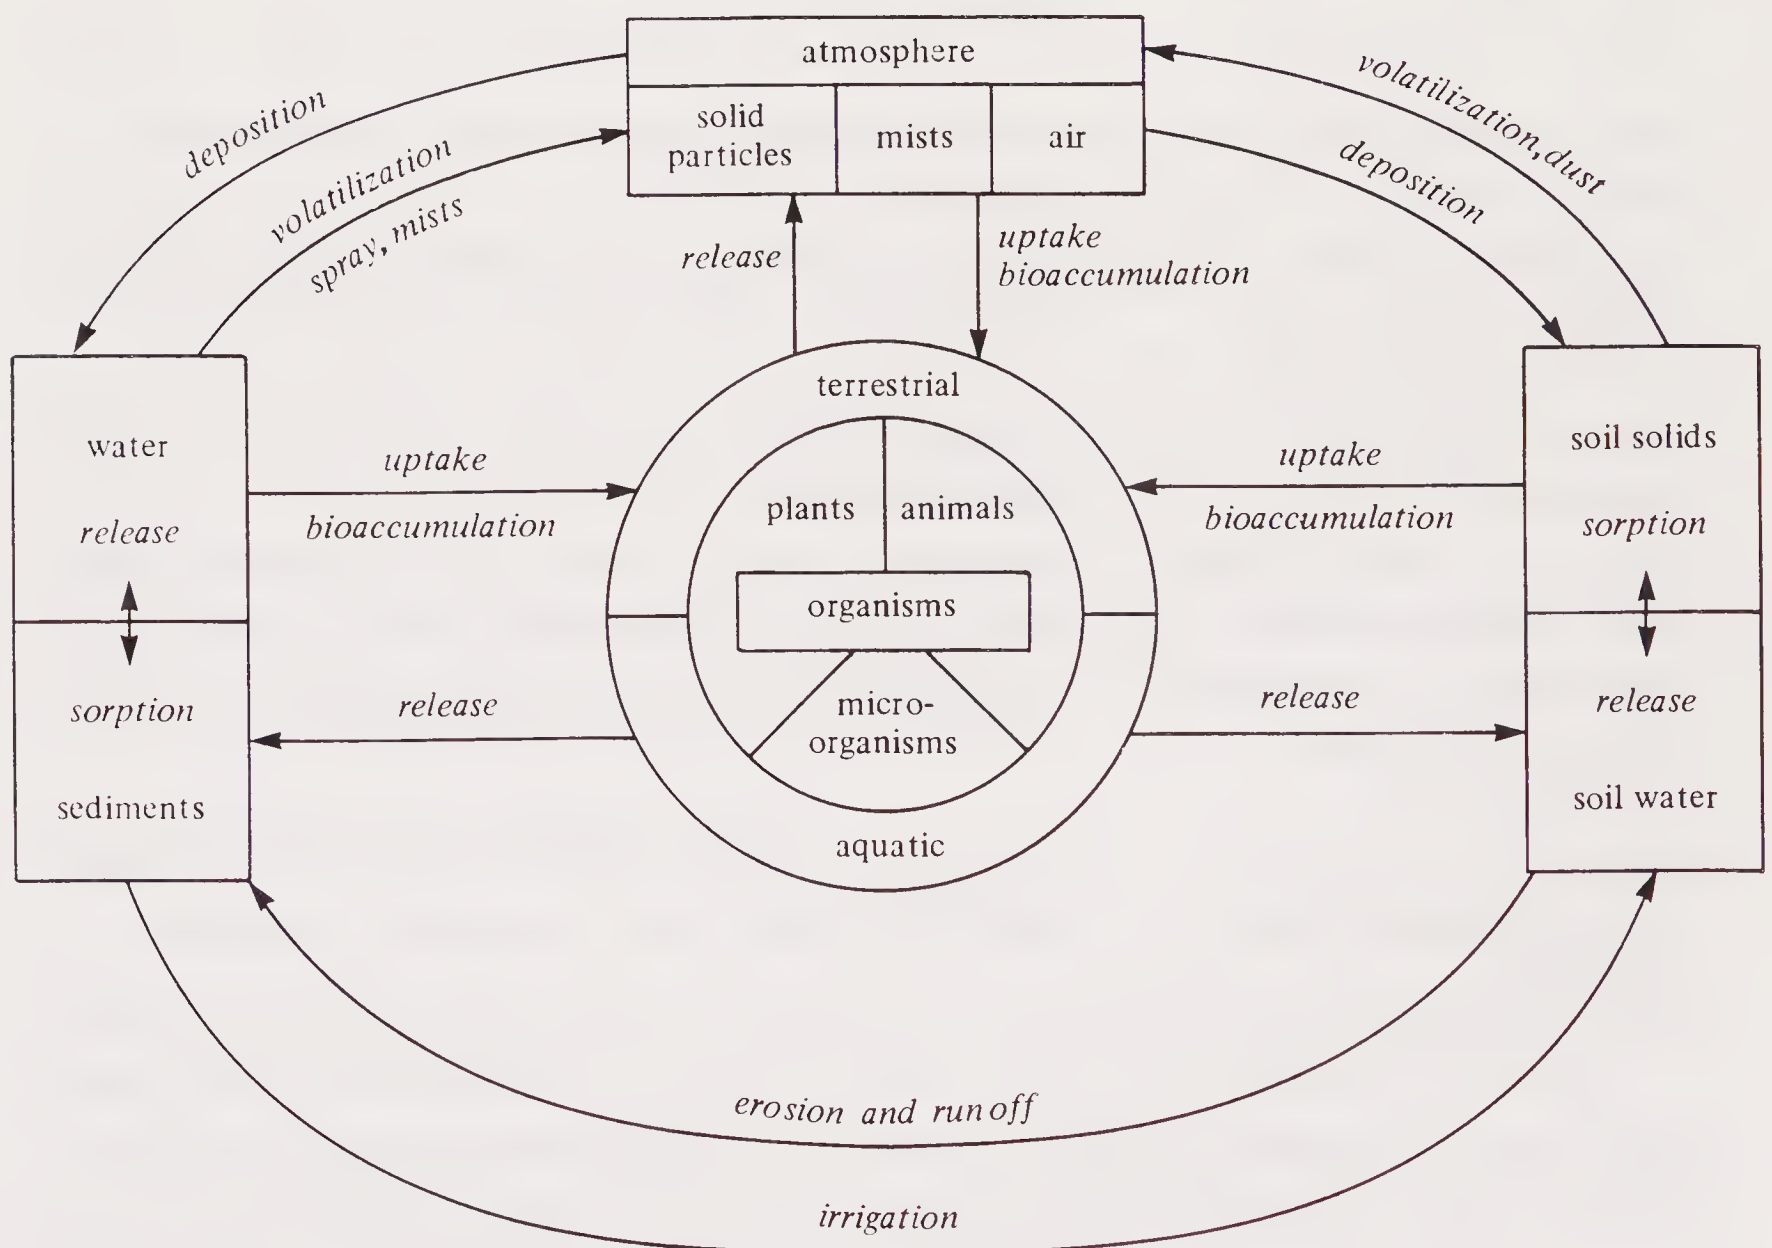 atmosphere
solid
particles
mists
air
deposition
volatilization
spray, mists
volatilization, dust
deposition
release
uptake
bioaccumulation
water
release
sorption
sediments
uptake
bioaccumulation
release
terrestrial
plants
animals
organisms
micro-
organisms
aquatic
uptake
bioaccumulation
release
soil solids
sorption
release
soil water
erosion and runoff
irrigation